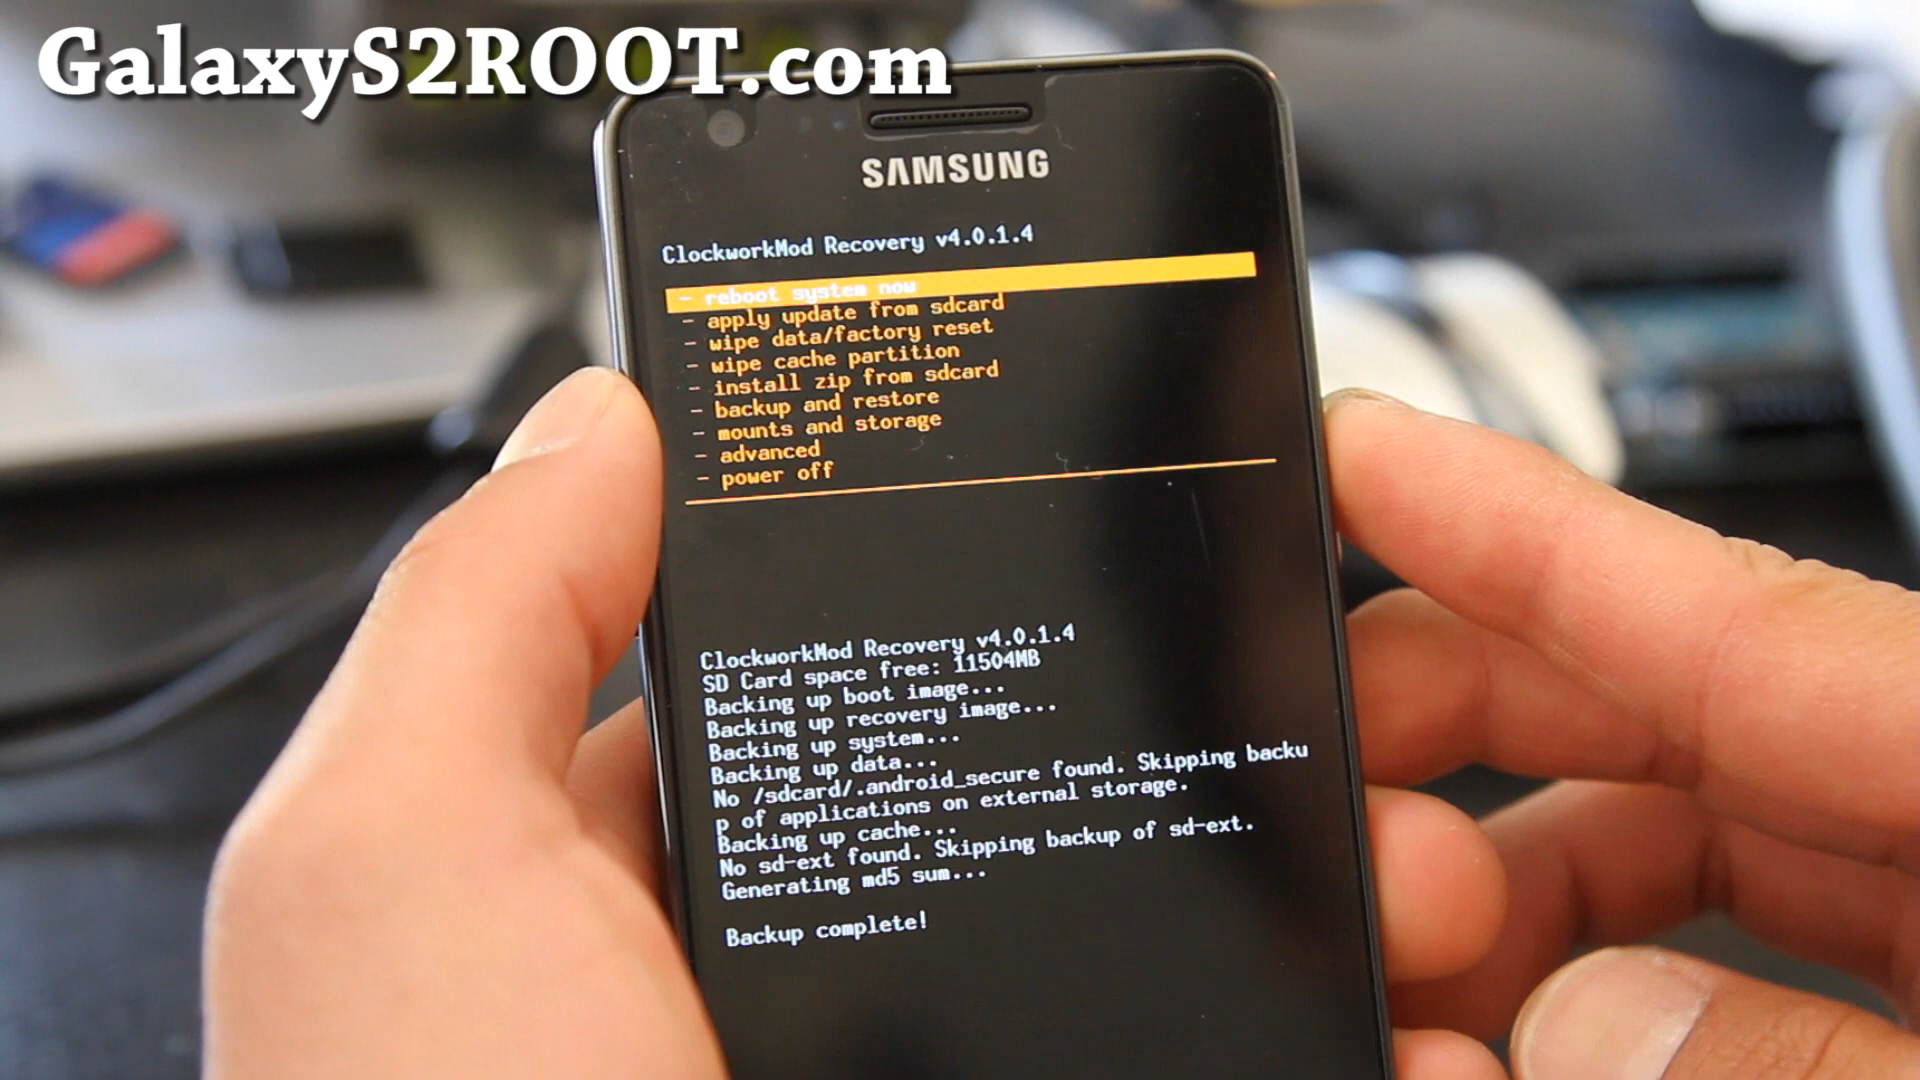 GalaxyS2ROOT.com
SAMSUNG
ClockworkMod Recovery v4.0.1.4
- reboot system now
- apply update from sdcard
- wipe data/factory reset
- wipe cache partition
- install zip from sdcard
- backup and restore
- mounts and storage
- advanced
- power off
ClockworkMod Recovery v4.0.1.4
SD Card space free: 11504MB
Backing up boot image...
Backing up recovery image...
Backing up system...
Backing up data...
No /sdcard/.android_secure found. Skipping backu
p of applications on external storage.
Backing up cache...
No sd-ext found. Skipping backup of sd-ext.
Generating md5 sum...
Backup complete!